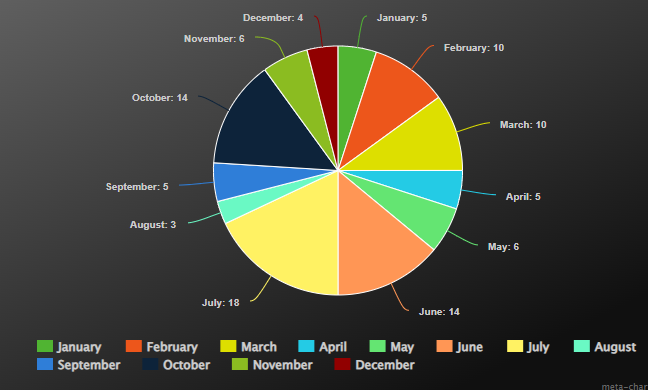 December: 4
January: 5
November: 6
February: 10
October: 14
March: 10
September: 5
April: 5
August: 3
May: 6
July: 18
June: 14
January February March April May June July August
September October November December
meta-char